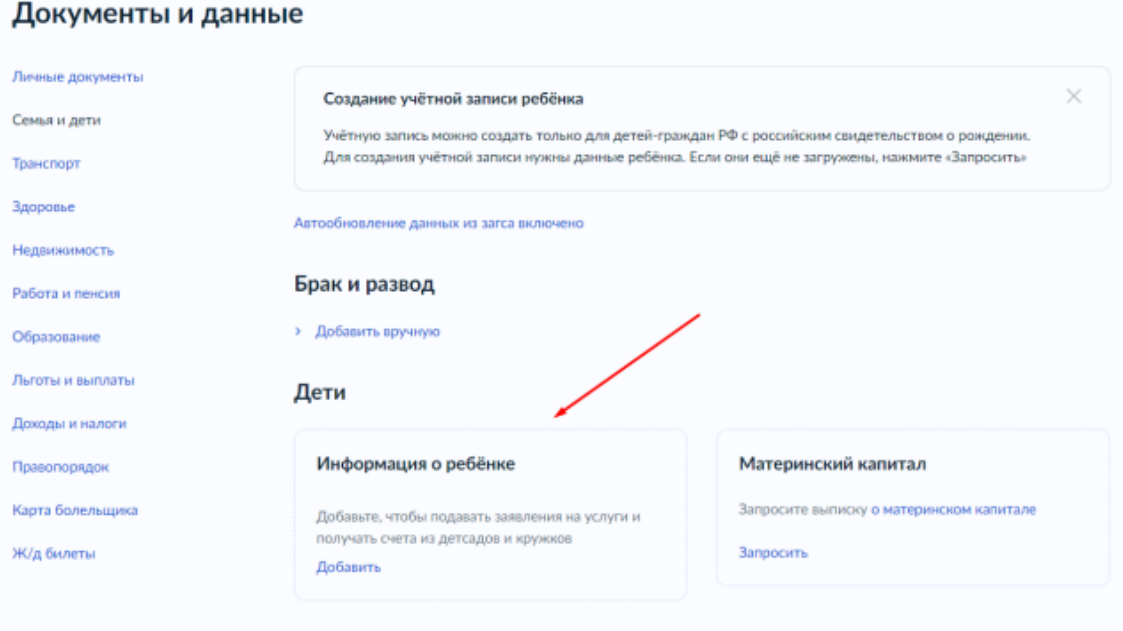 Документы и данные
Личные документы
Семья и дети
Транспорт
Здоровье
Недвижимость
Работа и пенсия
Образование
Льготы и выплаты
Доходы и налоги
Правопорядок
Карта болельщика
Ж/д билеты
Создание учётной записи ребёнка
Учётную запись можно создать только для детей-граждан РФ с российским свидетельством о рождении.
Для создания учётной записи нужны данные ребёнка. Если они ещё не загружены, нажмите «Запросить»
Автообновление данных из загса включено
Брак и развод
Добавить вручную
Дети
Информация о ребёнке
Добавьте, чтобы подавать заявления на услуги и
получать счета из детсадов и кружков
Добавить
Материнский капитал
Запросите выписку о материнском капитале
Запросить